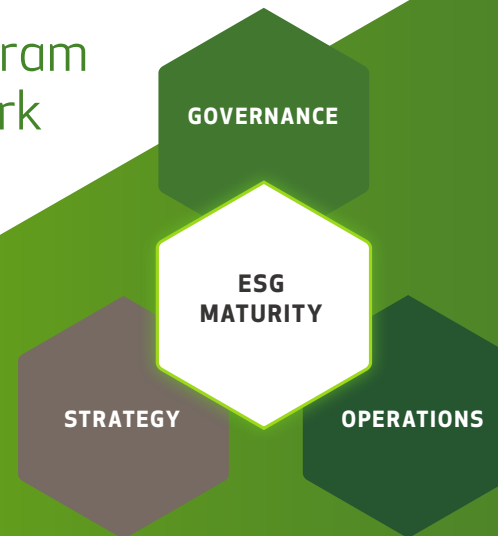 ram
rk
GOVERNANCE
ESG
MATURITY
STRATEGY
OPERATIONS